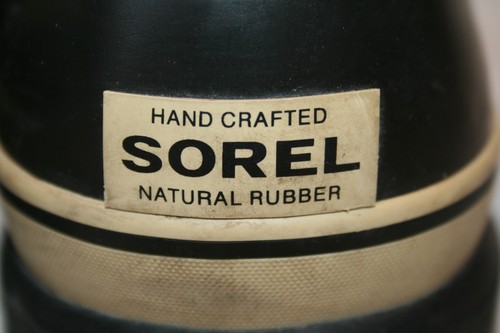 HAND CRAFTED
SOREL
NATURAL RUBBER